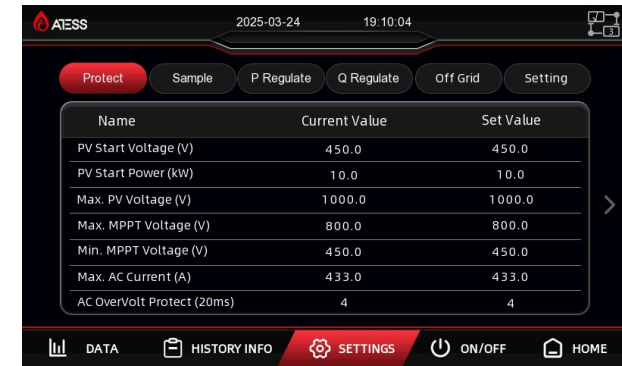 ATESS 2025-03-24 19:10:04
3
Protect Sample P Regulate Q Regulate Off Grid Setting
Name Current Value Set Value
PV Start Voltage (V) 450.0 450.0
PV Start Power (kW) 10.0 10.0
Max. PV Voltage (V) 1000.0 1000.0
Max. MPPT Voltage (V) 800.0 800.0
Min. MPPT Voltage (V) 450.0 450.0
Max. AC Current (A) 433.0 433.0
AC OverVolt Protect (20ms) 4 4
DATA HISTORY INFO SETTINGS ON/OFF HOME